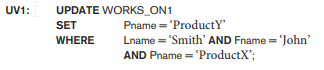 UV1: UPDATE WORKS_ON1
SET Pname = ‘ProductY’
WHERE Lname = ‘Smith’ AND Fname = ‘John’
AND Pname = ‘ProductX’;